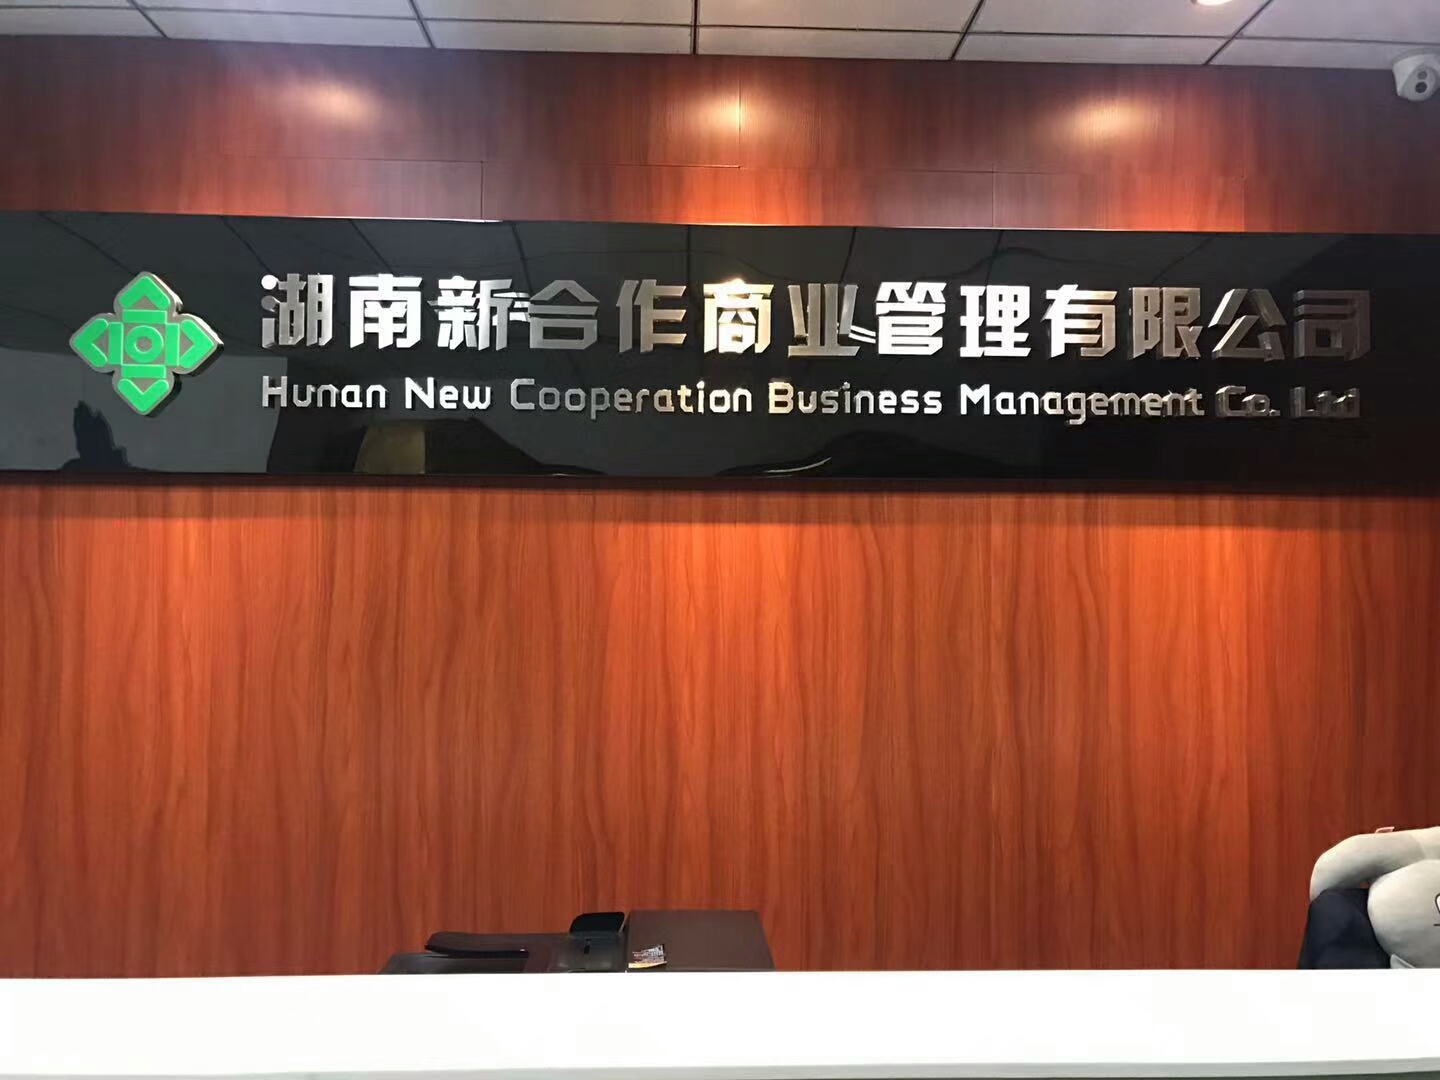 湖南新合作商业管理有限公司
Hunan New Cooperation Business Management Co. Ltd